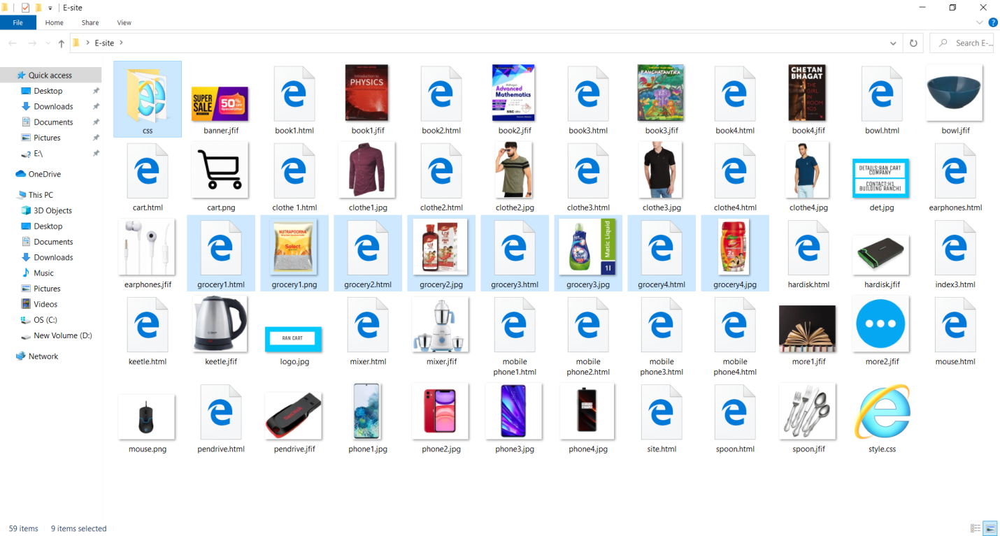 E-site
File Home Share View
E-site
Search E-...
Quick access
Desktop
Downloads
Documents
Pictures
E:\
OneDrive
This PC
3D Objects
Desktop
Documents
Downloads
Music
Pictures
Videos
OS (C:)
New Volume (D:)
Network
SUPER SALE 50% OFF
Introduction to PHYSICS
Advanced Mathematics
SSC
PANCHATANTRA
CHETAN BHAGAT
THE GIRL IN ROOM 105
css banner.jfif book1.html book1.jfif book2.html book2.jfif book3.html book3.jfif book4.html book4.jfif bowl.html bowl.jfif
DETAILS:RAN CART
COMPANY
CONTACT:H1
BUILDING RANCHI
cart.html cart.png clothe 1.html clothe1.jpg clothe2.html clothe2.jpg clothe3.html clothe3.jpg clothe4.html clothe4.jpg det.jpg earphones.html
NUTRAPOORNA
Select
Matic Liquid
1l
earphones.jfif grocery1.html grocery1.png grocery2.html grocery2.jpg grocery3.html grocery3.jpg grocery4.html grocery4.jpg hardisk.html hardisk.jfif index3.html
RAN CART
keetle.html keetle.jfif logo.jpg mixer.html mixer.jfif mobile phone1.html mobile phone2.html mobile phone3.html mobile phone4.html more1.jfif more2.jfif mouse.html
mouse.png pendrive.html pendrive.jfif phone1.jpg phone2.jpg phone3.jpg phone4.jpg site.html spoon.html spoon.jfif style.css
59 items 9 items selected